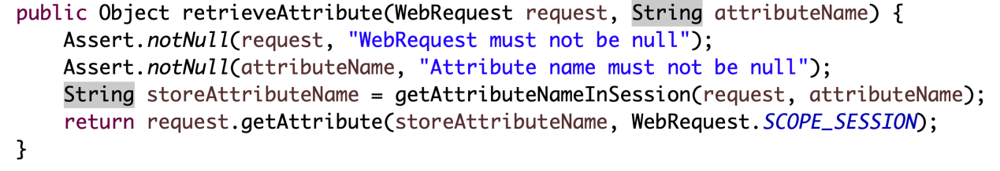 public Object retrieveAttribute(WebRequest request, String attributeName) {
Assert.notNull(request, "WebRequest must not be null");
Assert.notNull(attributeName, "Attribute name must not be null");
String storeAttributeName = getAttributeNameInSession(request, attributeName);
return request.getAttribute(storeAttributeName, WebRequest.SCOPE_SESSION);
}